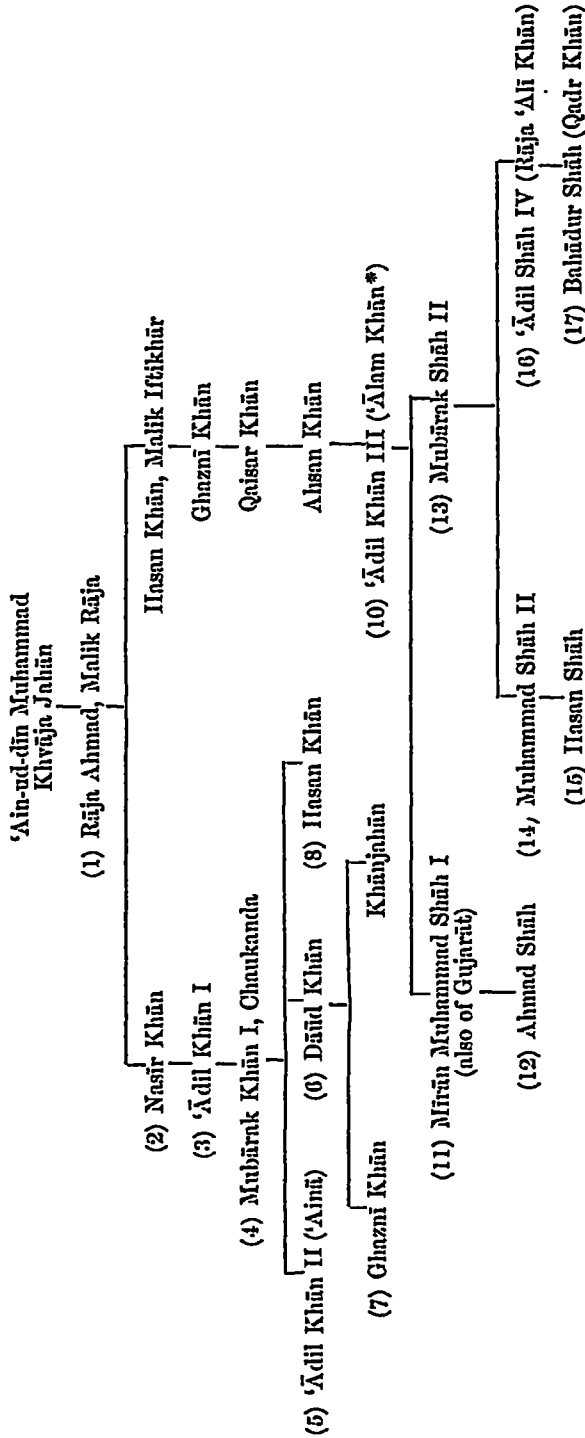 ‘Ain-ud-dīn Muhammad
Khvāja Jahān
(1) Rāja Ahmad, Malik Rāja
(2) Nasīr Khān
Hasan Khān, Malik Iftikhār
(3) ‘Ādil Khān I
Ghaznī Khān
(4) Mubārak Khān I, Chaukanda
Qaisar Khān
(5) ‘Ādil Khān II (‘Ainā)
(6) Dāūd Khān
(8) Hasan Khān
Ahsan Khān
(7) Ghaznī Khān
Khānjahān
(10) ‘Ādil Khān III (‘Ālam Khān*)
(11) Mīrān Muhammad Shāh I
(also of Gujarāt)
(13) Mubārak Shāh II
(12) Ahmad Shāh
(14) Muhammad Shāh II
(16) ‘Ādil Shāh IV (Rāja ‘Alī Khān)
(15) Hasan Shāh
(17) Bahādur Shāh (Qadr Khān)